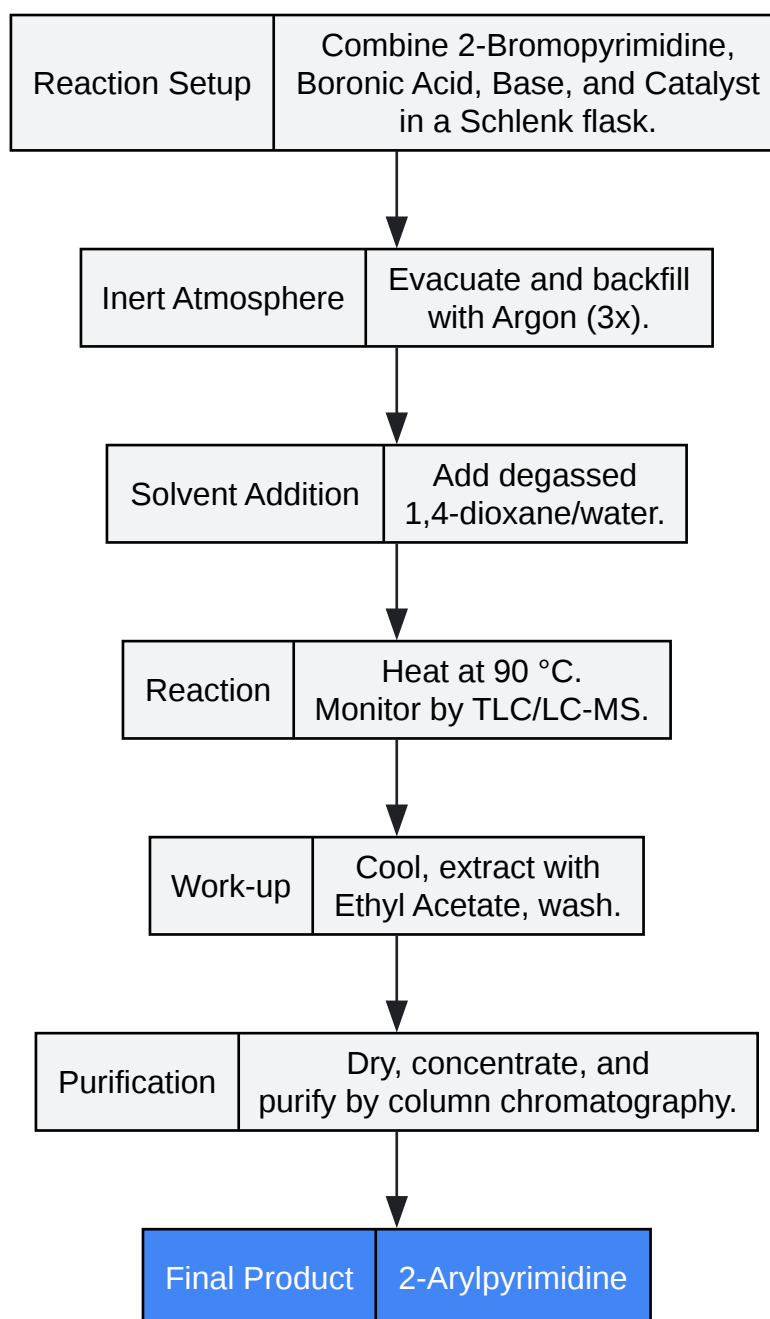 Reaction Setup
Combine 2-Bromopyrimidine,
Boronic Acid, Base, and Catalyst
in a Schlenk flask.
Inert Atmosphere
Evacuate and backfill
with Argon (3x).
Solvent Addition
Add degassed
1,4-dioxane/water.
Reaction
Heat at 90 °C.
Monitor by TLC/LC-MS.
Work-up
Cool, extract with
Ethyl Acetate, wash.
Purification
Dry, concentrate, and
purify by column chromatography.
Final Product
2-Arylpyrimidine